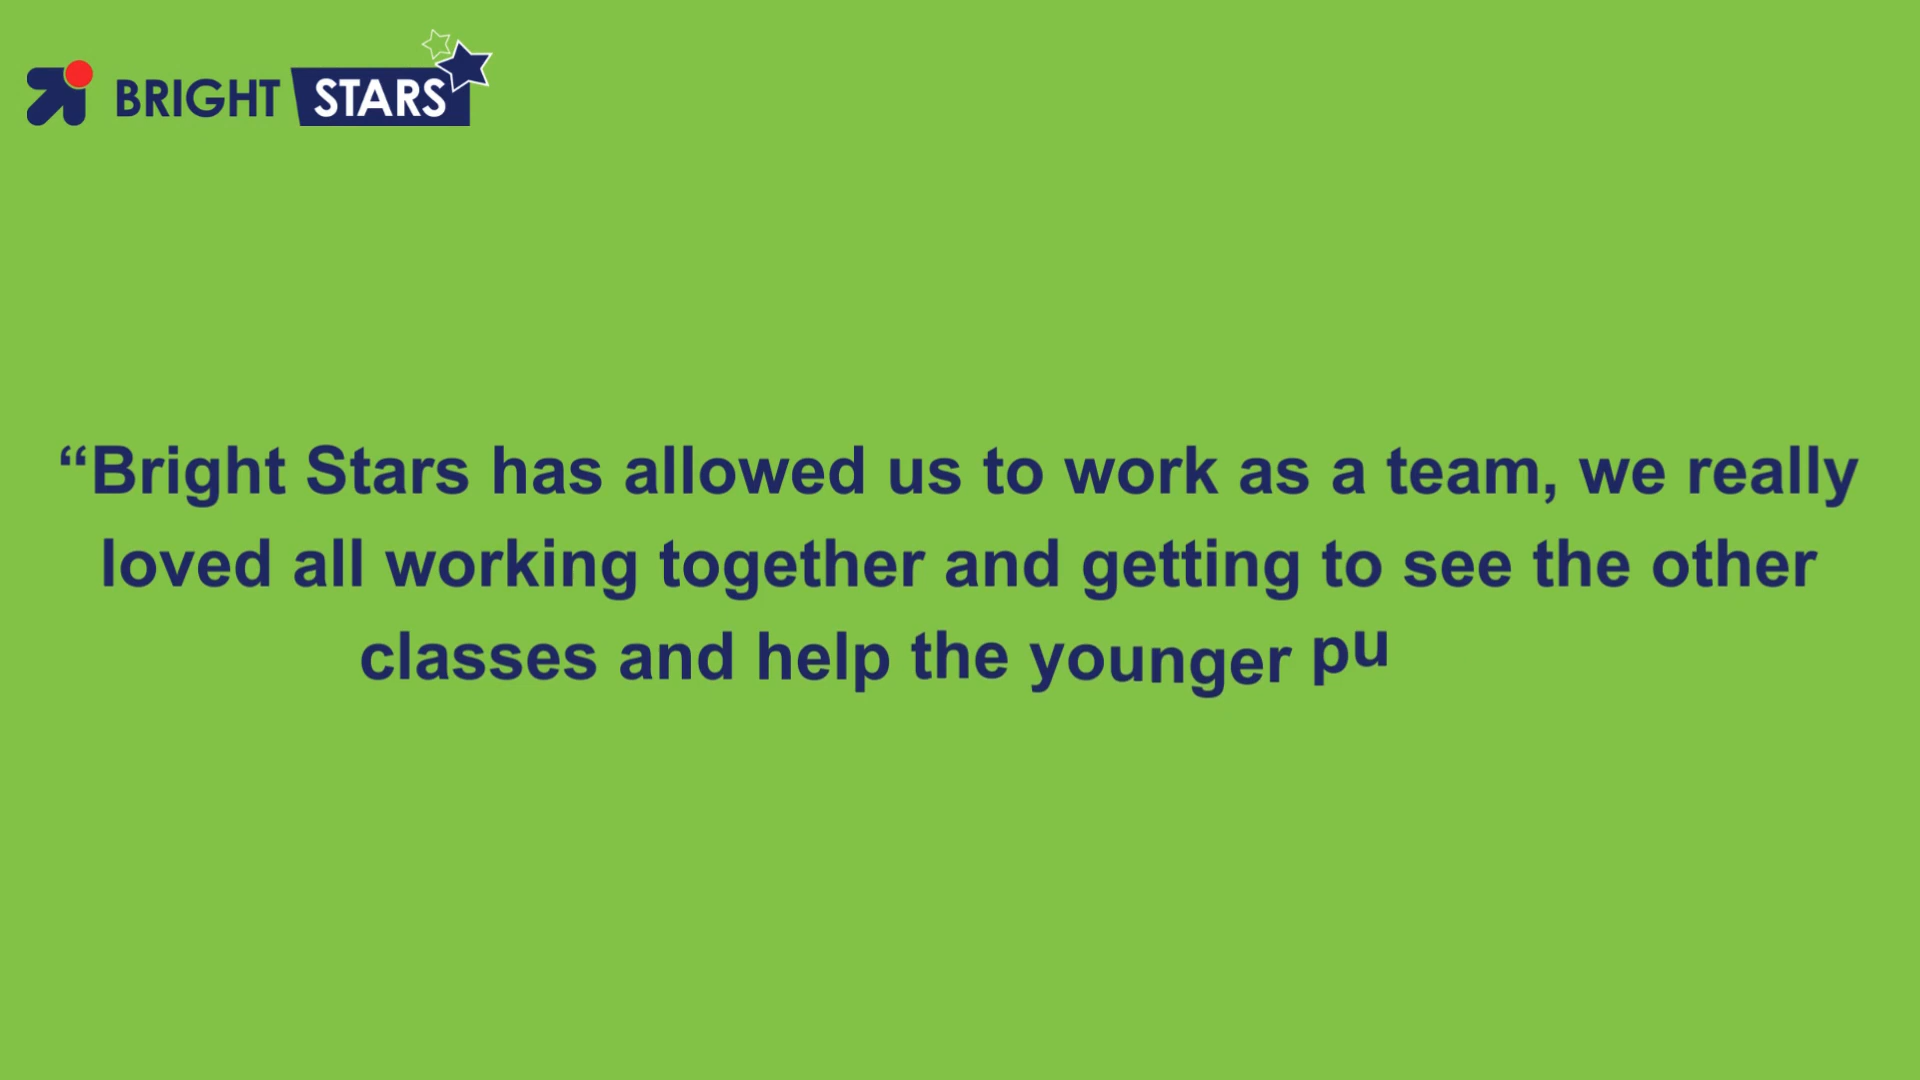 BRIGHT STARS
“Bright Stars has allowed us to work as a team, we really
loved all working together and getting to see the other
classes and help the younger pu